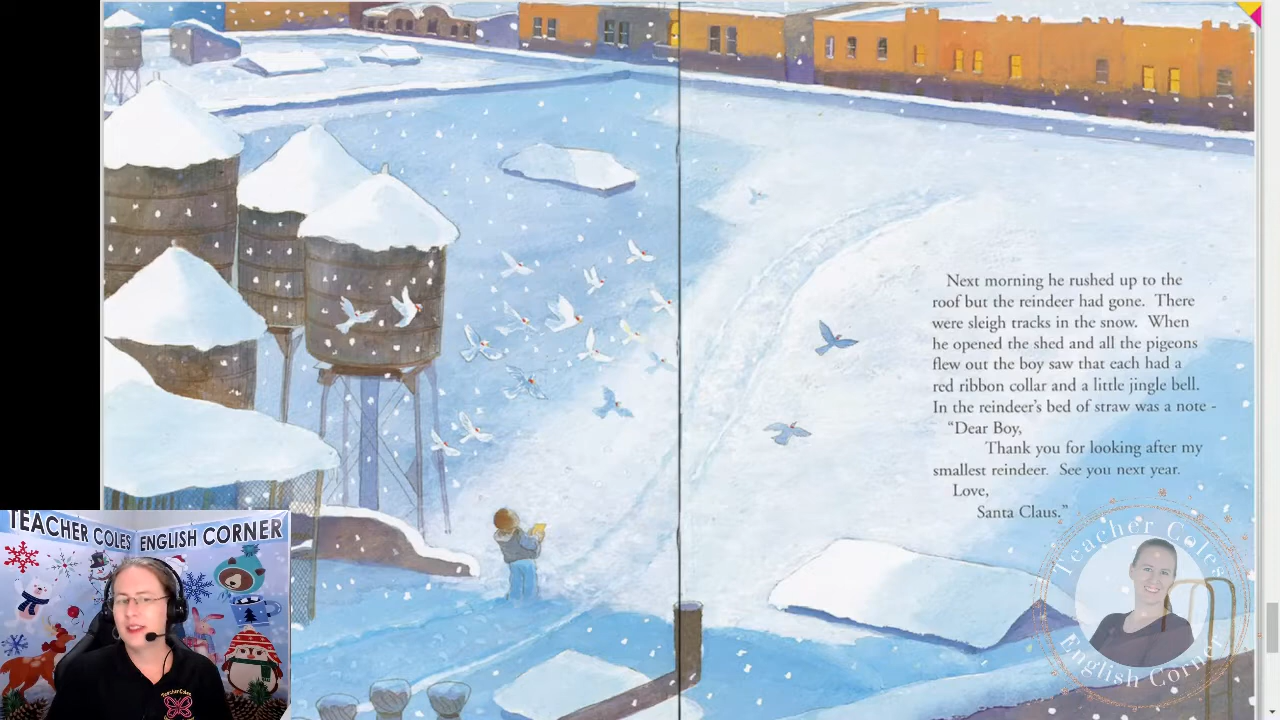 Next morning he rushed up to the
roof but the reindeer had gone. There
were sleigh tracks in the snow. When
he opened the shed and all the pigeons
flew out the boy saw that each had a
red ribbon collar and a little jingle bell.
In the reindeer's bed of straw was a note -
"Dear Boy,
Thank you for looking after my
smallest reindeer. See you next year.
Love,
Santa Claus."
TEACHER COLES ENGLISH CORNER
Teacher Coles
Teacher Coles
English Corner